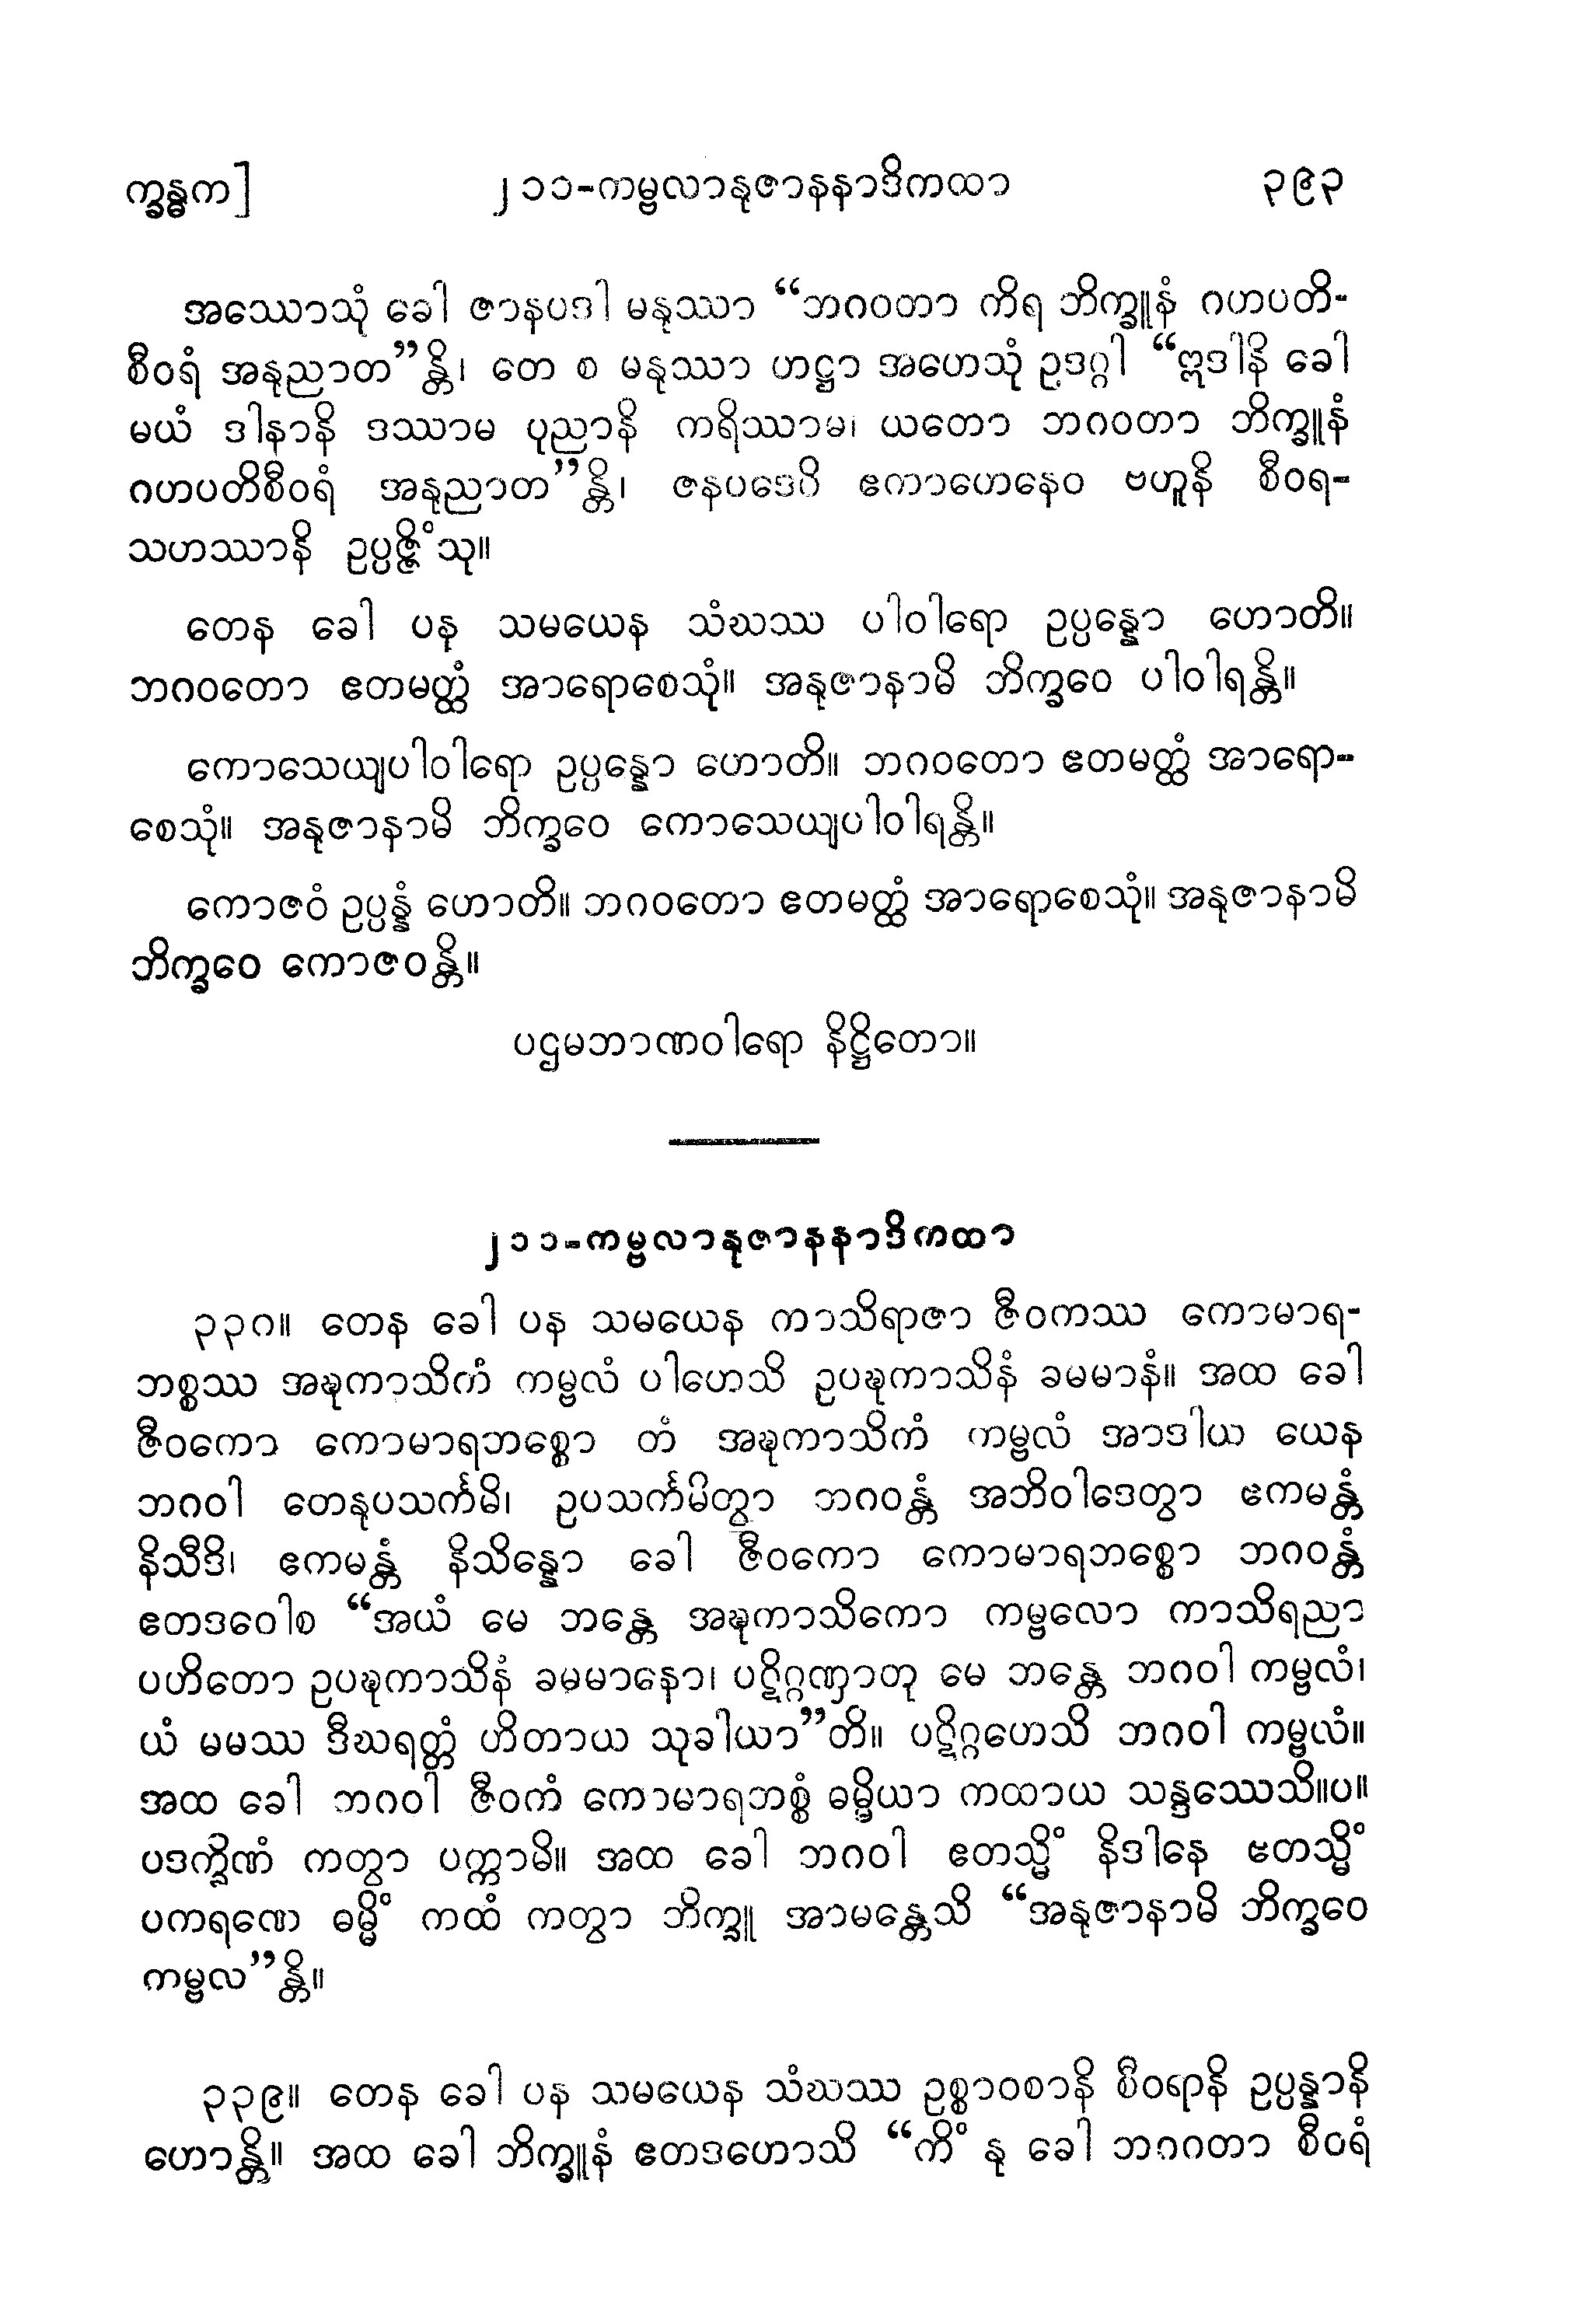 က္ခန္ဓက] ၂၁၁-ကမ္ဗလာနုဇာနနာဒိကထာ ၃၉၃
အဿောသုံ ခေါ ဇာနပဒါ မနုဿာ “ဘဂဝတာ ကိရ ဘိက္ခူနံ ဂဟပတိ-
စီဝရံ အနုညာတ”န္တိ၊ တေ စ မနုဿာ ဟဋ္ဌာ အဟေသုံ ဥဒဂ္ဂါ “ဣဒါနိ ခေါ
မယံ ဒါနာနိ ဒဿာမ ပုညာနိ ကရိဿာမ၊ ယတော ဘဂဝတာ ဘိက္ခူနံ
ဂဟပတိစီဝရံ အနုညာတ”န္တိ၊ ဇနပဒေပိ ဧကာဟေနေဝ ဗဟူနိ စီဝရ-
သဟဿာနိ ဥပ္ပဇ္ဇိံသု။
တေန ခေါ ပန သမယေန သံဃဿ ပါဝါရော ဥပ္ပန္နော ဟောတိ။
ဘဂဝတော ဧတမတ္ထံ အာရောစေသုံ။ အနုဇာနာမိ ဘိက္ခဝေ ပါဝါရန္တိ။
ကောသေယျပါဝါရော ဥပ္ပန္နော ဟောတိ။ ဘဂဝတော ဧတမတ္ထံ အာရော-
စေသုံ။ အနုဇာနာမိ ဘိက္ခဝေ ကောသေယျပါဝါရန္တိ။
ကောဇဝံ ဥပ္ပန္နံ ဟောတိ။ ဘဂဝတော ဧတမတ္ထံ အာရောစေသုံ။ အနုဇာနာမိ
ဘိက္ခဝေ ကောဇဝန္တိ။
ပဌမဘာဏဝါရော နိဋ္ဌိတော။
၂၁၁-ကမ္ဗလာနုဇာနနာဒိကထာ
၃၃၈။ တေန ခေါ ပန သမယေန ကာသိရာဇာ ဇီဝကဿ ကောမာရ-
ဘစ္စဿ အဍ္ဎကာသိကံ ကမ္ဗလံ ပါဟေသိ ဥပဍ္ဎကာသိနံ ခမမာနံ။ အထ ခေါ
ဇီဝကော ကောမာရဘစ္စော တံ အဍ္ဎကာသိကံ ကမ္ဗလံ အာဒါယ ယေန
ဘဂဝါ တေနုပသင်္ကမိ၊ ဥပသင်္ကမိတွာ ဘဂဝန္တံ အဘိဝါဒေတွာ ဧကမန္တံ
နိသီဒိ၊ ဧကမန္တံ နိသိန္နော ခေါ ဇီဝကော ကောမာရဘစ္စော ဘဂဝန္တံ
ဧတဒဝေါစ “အယံ မေ ဘန္တေ အဍ္ဎကာသိကော ကမ္ဗလော ကာသိရညာ
ပဟိတော ဥပဍ္ဎကာသိနံ ခမမာနော၊ ပဋိဂ္ဂဏှာတု မေ ဘန္တေ ဘဂဝါ ကမ္ဗလံ၊
ယံ မမဿ ဒီဃရတ္တံ ဟိတာယ သုခါယာ”တိ။ ပဋိဂ္ဂဟေသိ ဘဂဝါ ကမ္ဗလံ။
အထ ခေါ ဘဂဝါ ဇီဝကံ ကောမာရဘစ္စံ ဓမ္မိယာ ကထာယ သန္ဒဿေသိ။ပ။
ပဒက္ခိဏံ ကတွာ ပက္ကာမိ။ အထ ခေါ ဘဂဝါ ဧတသ္မိံ နိဒါနေ ဧတသ္မိံ
ပကရဏေ ဓမ္မိံ ကထံ ကတွာ ဘိက္ခူ အာမန္တေသိ “အနုဇာနာမိ ဘိက္ခဝေ
ကမ္ဗလ”န္တိ။
၃၃၉။ တေန ခေါ ပန သမယေန သံဃဿ ဥစ္စာဝစာနိ စီဝရာနိ ဥပ္ပန္နာနိ
ဟောန္တိ။ အထ ခေါ ဘိက္ခူနံ ဧတဒဟောသိ “ကိံ နု ခေါ ဘဂဂတာ စီဝရံ